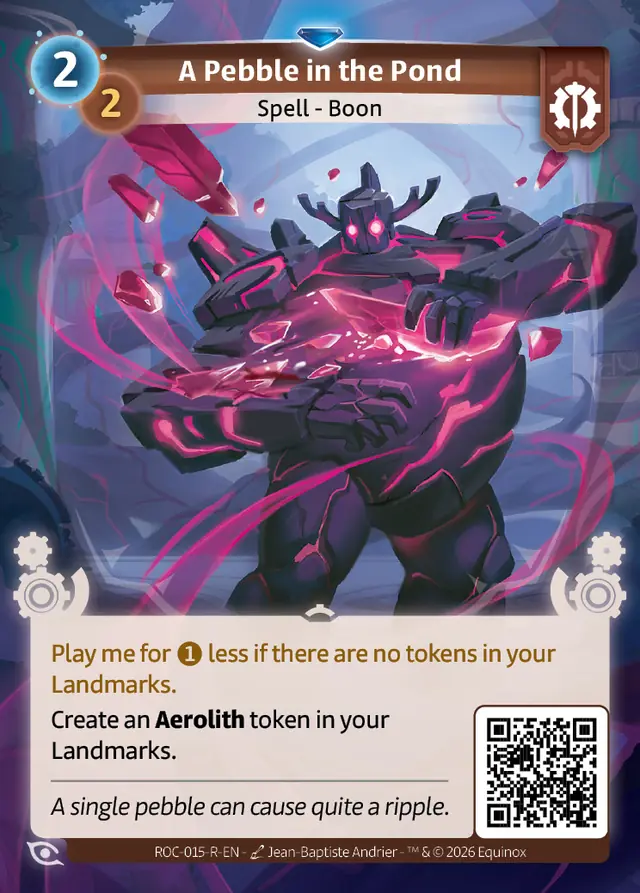 2
A Pebble in the Pond
2
Spell - Boon
Play me for 1 less if there are no tokens in your
Landmarks.
Create an Aerolith token in your
Landmarks.
A single pebble can cause quite a ripple.
ROC-015-R-EN - Jean-Baptiste Andrier - ™ & © 2026 Equinox